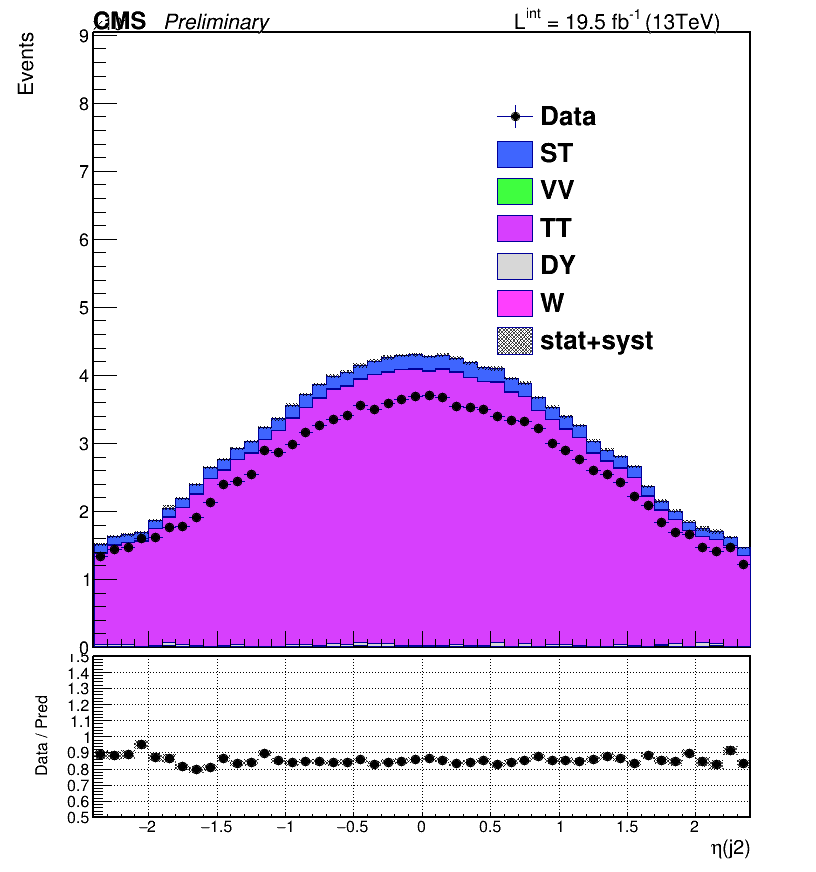 CMS Preliminary L^int = 19.5 fb^-1 (13TeV)
Events
9
8
7
6
5
4
3
2
1
0
Data
ST
VV
TT
DY
W
stat+syst
Data / Pred
1.5
1.4
1.3
1.2
1.1
1
0.9
0.8
0.7
0.6
0.5
−2 −1.5 −1 −0.5 0 0.5 1 1.5 2
η(j2)